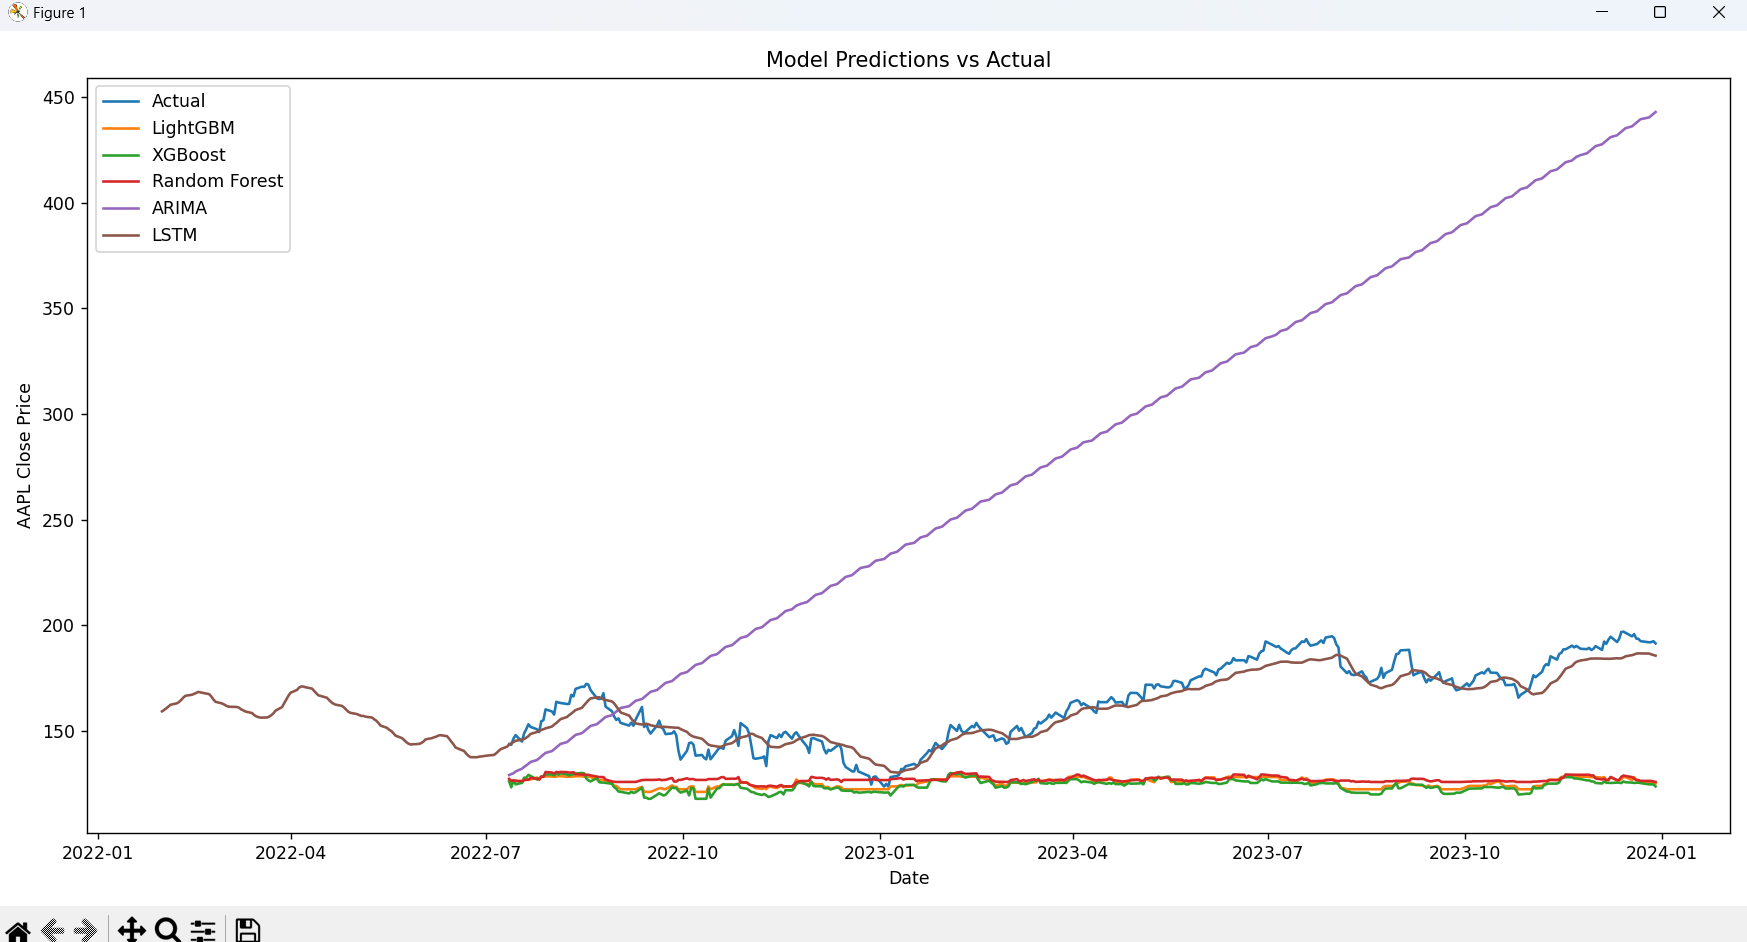 Figure 1
Model Predictions vs Actual
Actual
LightGBM
XGBoost
Random Forest
ARIMA
LSTM
450
400
350
300
250
200
150
AAPL Close Price
2022-01 2022-04 2022-07 2022-10 2023-01 2023-04 2023-07 2023-10 2024-01
Date